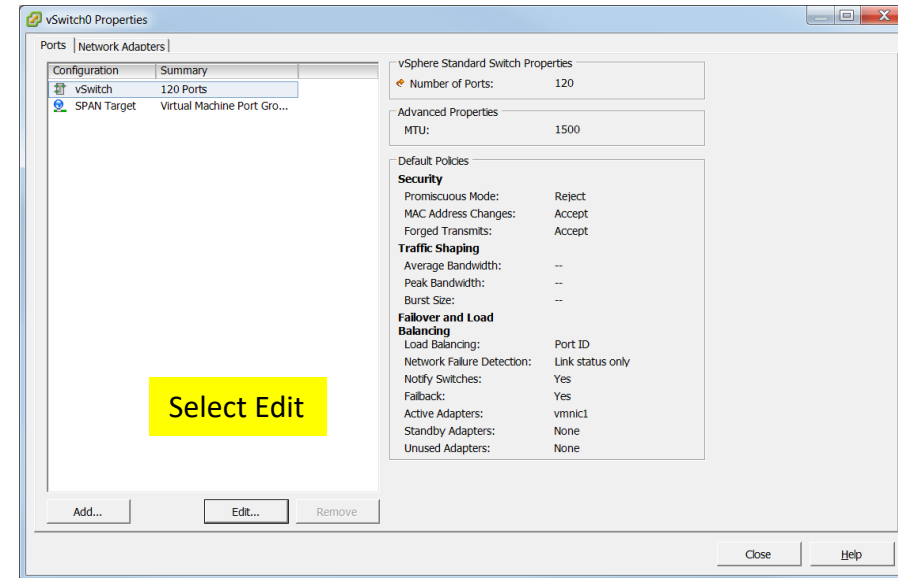 vSwitch0 Properties
Ports Network Adapters
Configuration Summary
vSwitch 120 Ports
SPAN Target Virtual Machine Port Gro...
vSphere Standard Switch Properties
Number of Ports: 120
Advanced Properties
MTU: 1500
Default Policies
Security
Promiscuous Mode: Reject
MAC Address Changes: Accept
Forged Transmits: Accept
Traffic Shaping
Average Bandwidth: --
Peak Bandwidth: --
Burst Size: --
Failover and Load
Balancing
Load Balancing: Port ID
Network Failure Detection: Link status only
Notify Switches: Yes
Failback: Yes
Active Adapters: vmnic1
Standby Adapters: None
Unused Adapters: None
Select Edit
Add... Edit... Remove
Close Help